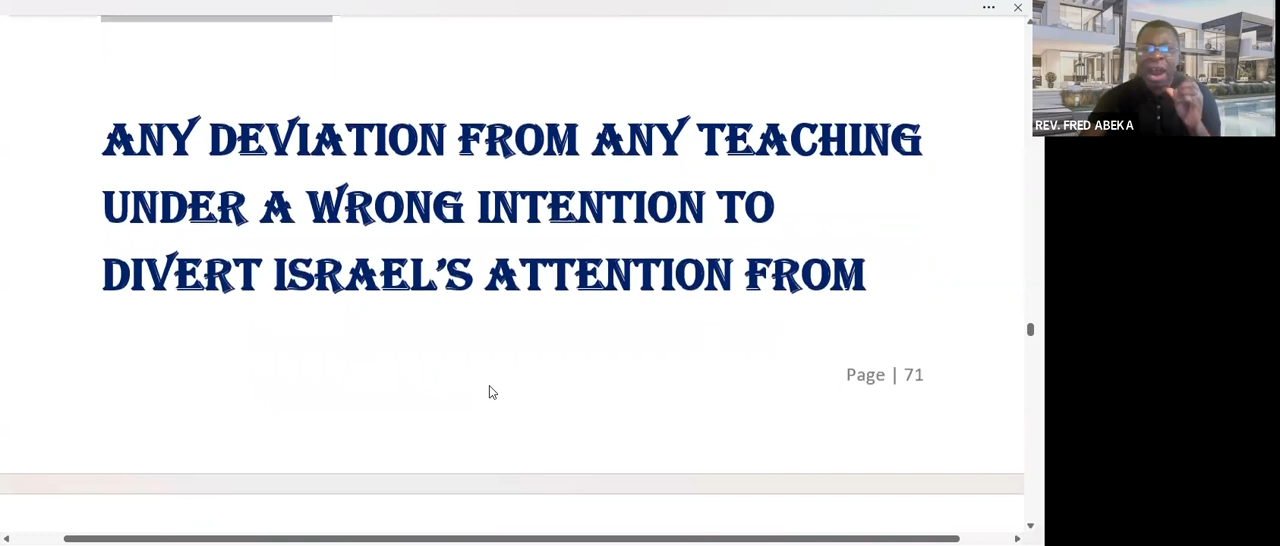 REV. FRED ABEKA
ANY DEVIATION FROM ANY TEACHING
UNDER A WRONG INTENTION TO
DIVERT ISRAEL'S ATTENTION FROM
Page | 71